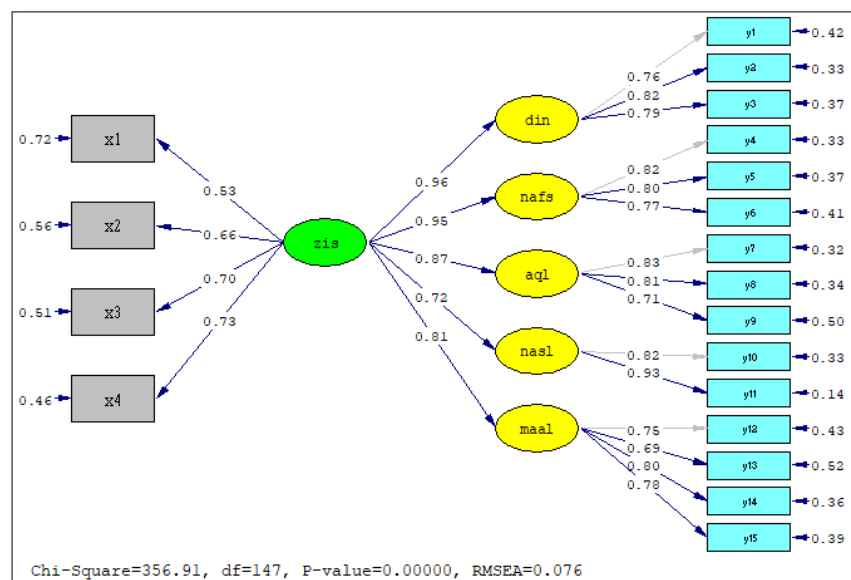 y1
0.42
0.76
y2
0.33
0.82
din
0.79
y3
0.37
0.72
x1
y4
0.33
0.82
0.96
y5
0.37
0.53
0.80
nafs
0.77
y6
0.41
0.56
x2
0.95
0.66
zis
y7
0.32
0.83
0.87
aql
0.81
y8
0.34
0.70
0.71
0.51
x3
0.72
y9
0.50
0.73
0.81
nasl
0.82
y10
0.33
0.93
y11
0.14
0.46
x4
maal
0.75
y12
0.43
0.69
y13
0.52
0.80
0.78
y14
0.36
y15
0.39
Chi-Square=356.91, df=147, P-value=0.00000, RMSEA=0.076